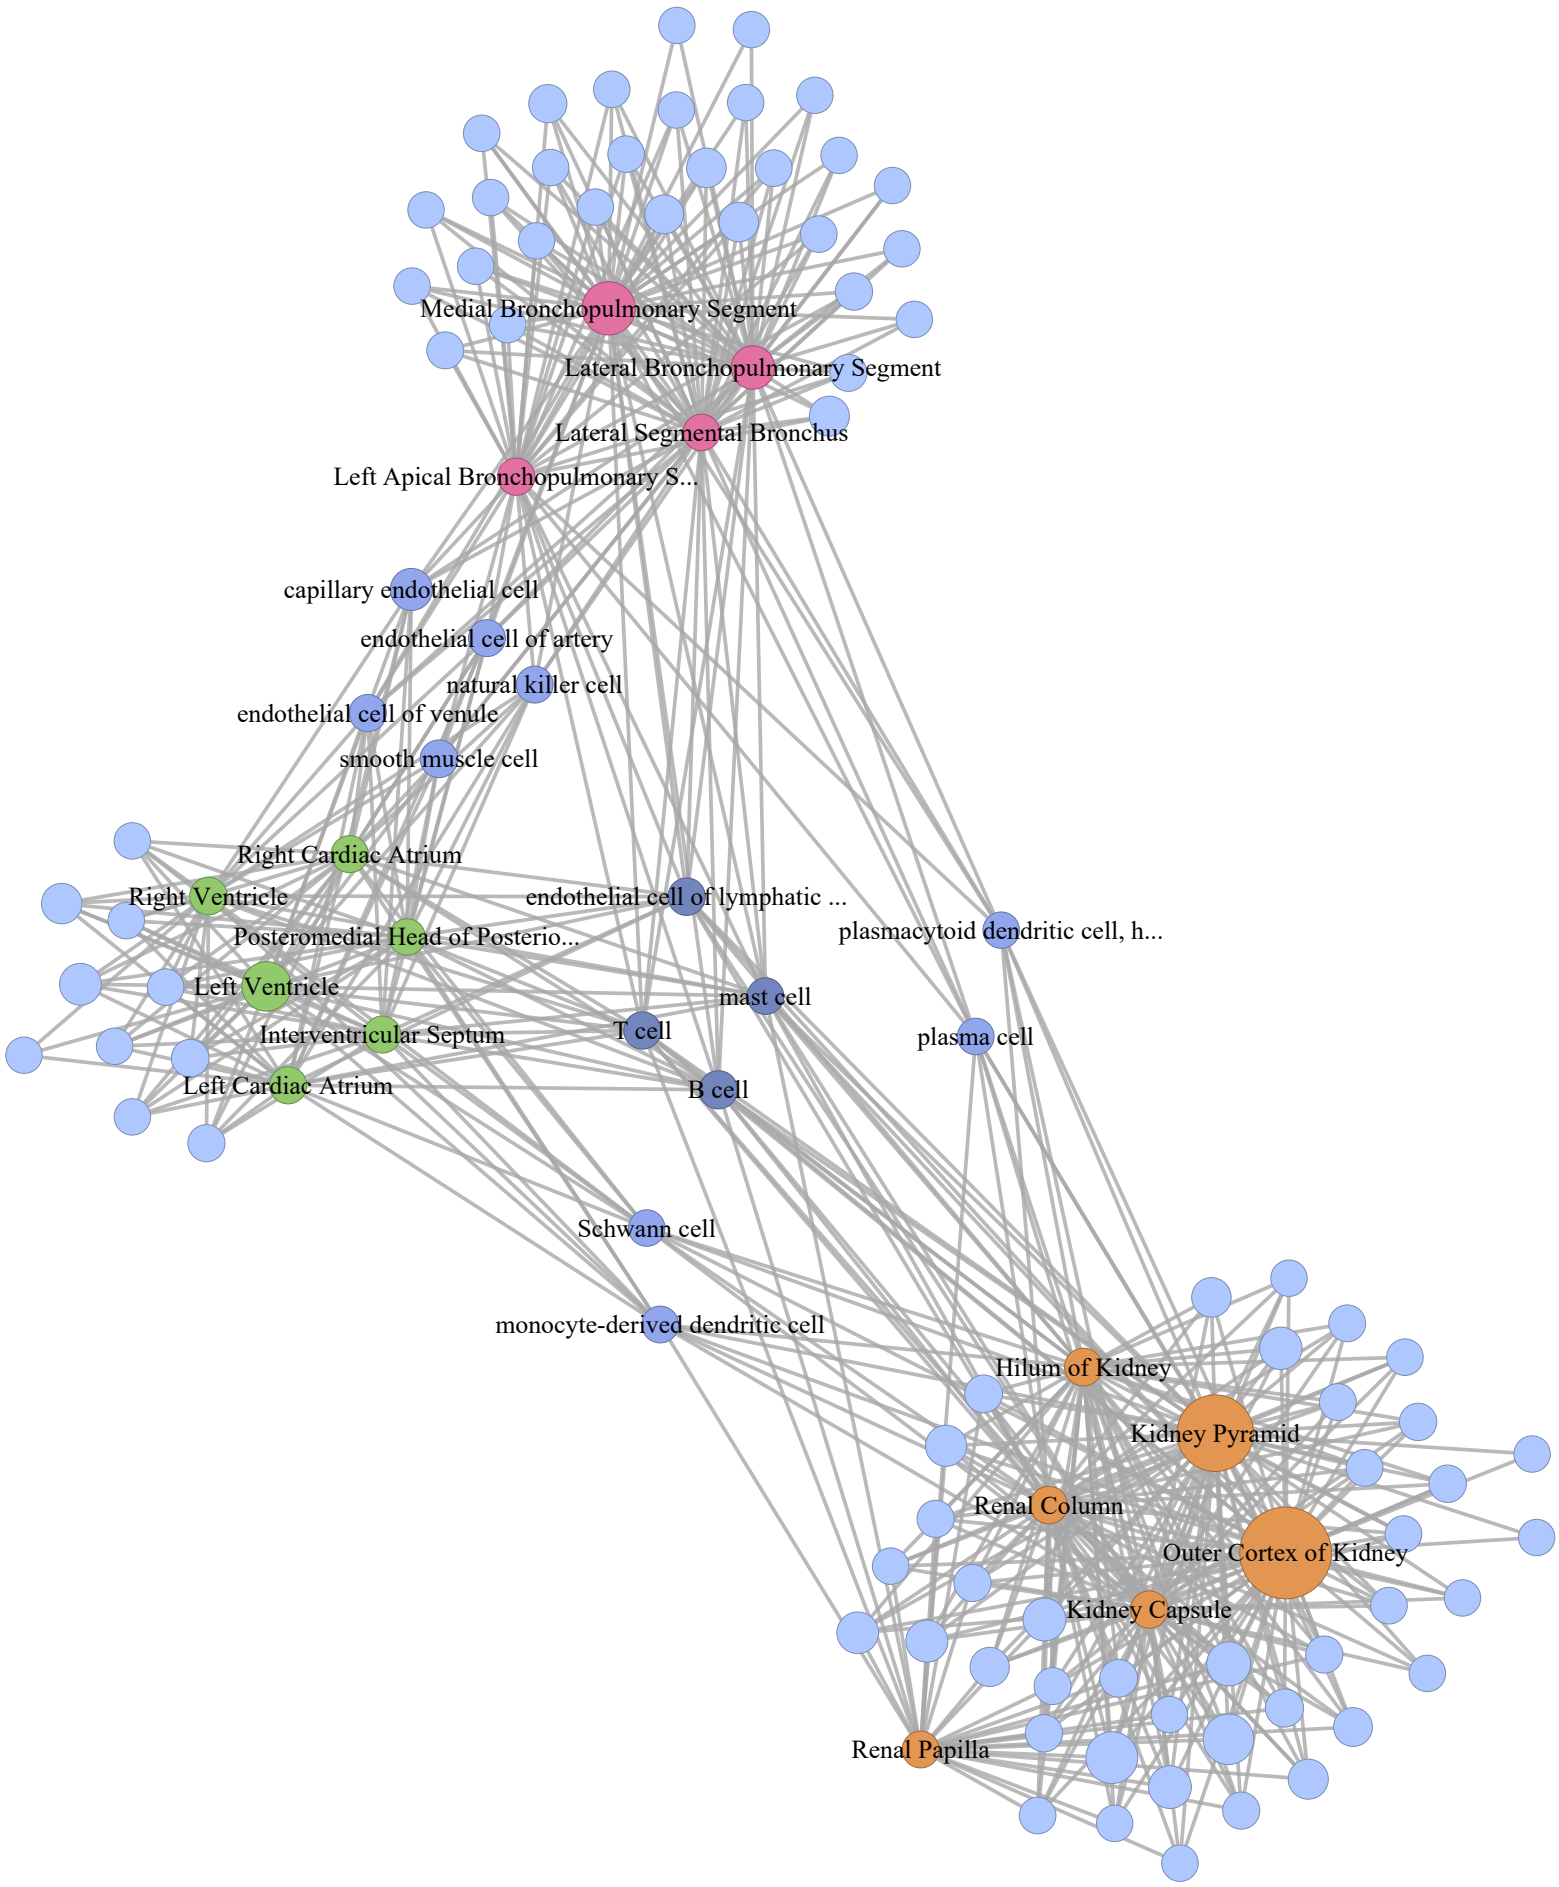 Medial Bronchopulmonary Segment
Lateral Bronchopulmonary Segment
Lateral Segmental Bronchus
Left Apical Bronchopulmonary S...
capillary endothelial cell
endothelial cell of artery
natural killer cell
endothelial cell of venule
smooth muscle cell
Right Cardiac Atrium
Right Ventricle
endothelial cell of lymphatic ...
plasmacytoid dendritic cell, h...
Posteromedial Head of Posterio...
Left Ventricle
mast cell
T cell
Interventricular Septum
plasma cell
Left Cardiac Atrium
B cell
Schwann cell
monocyte-derived dendritic cell
Hilum of Kidney
Kidney Pyramid
Renal Column
Outer Cortex of Kidney
Kidney Capsule
Renal Papilla